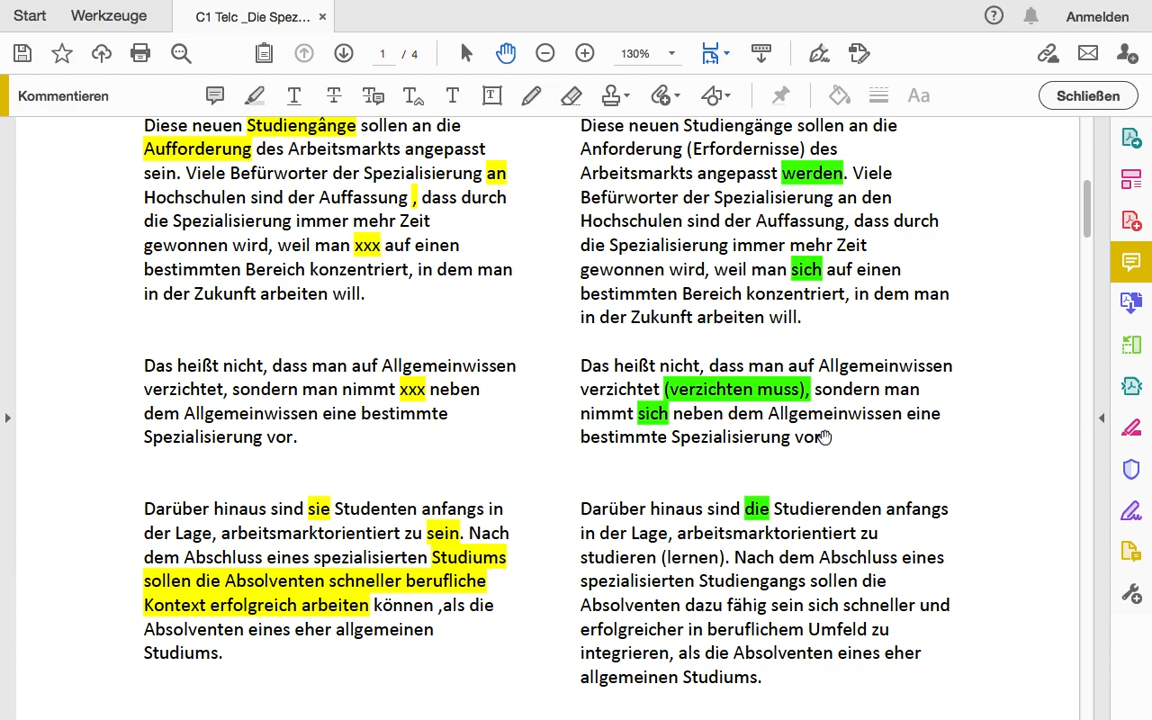 Start Werkzeuge C1 Telc _Die Spez... × Anmelden
1 / 4 130%
Kommentieren Aa Schließen
Diese neuen Studiengânge sollen an die
Aufforderung des Arbeitsmarkts angepasst
sein. Viele Befürworter der Spezialisierung an
Hochschulen sind der Auffassung , dass durch
die Spezialisierung immer mehr Zeit
gewonnen wird, weil man xxx auf einen
bestimmten Bereich konzentriert, in dem man
in der Zukunft arbeiten will.
Das heißt nicht, dass man auf Allgemeinwissen
verzichtet, sondern man nimmt xxx neben
dem Allgemeinwissen eine bestimmte
Spezialisierung vor.
Darüber hinaus sind sie Studenten anfangs in
der Lage, arbeitsmarktorientiert zu sein. Nach
dem Abschluss eines spezialisierten Studiums
sollen die Absolventen schneller berufliche
Kontext erfolgreich arbeiten können ,als die
Absolventen eines eher allgemeinen
Studiums.
Diese neuen Studiengänge sollen an die
Anforderung (Erfordernisse) des
Arbeitsmarkts angepasst werden. Viele
Befürworter der Spezialisierung an den
Hochschulen sind der Auffassung, dass durch
die Spezialisierung immer mehr Zeit
gewonnen wird, weil man sich auf einen
bestimmten Bereich konzentriert, in dem man
in der Zukunft arbeiten will.
Das heißt nicht, dass man auf Allgemeinwissen
verzichtet (verzichten muss), sondern man
nimmt sich neben dem Allgemeinwissen eine
bestimmte Spezialisierung vor
Darüber hinaus sind die Studierenden anfangs
in der Lage, arbeitsmarktorientiert zu
studieren (lernen). Nach dem Abschluss eines
spezialisierten Studiengangs sollen die
Absolventen dazu fähig sein sich schneller und
erfolgreicher in beruflichem Umfeld zu
integrieren, als die Absolventen eines eher
allgemeinen Studiums.